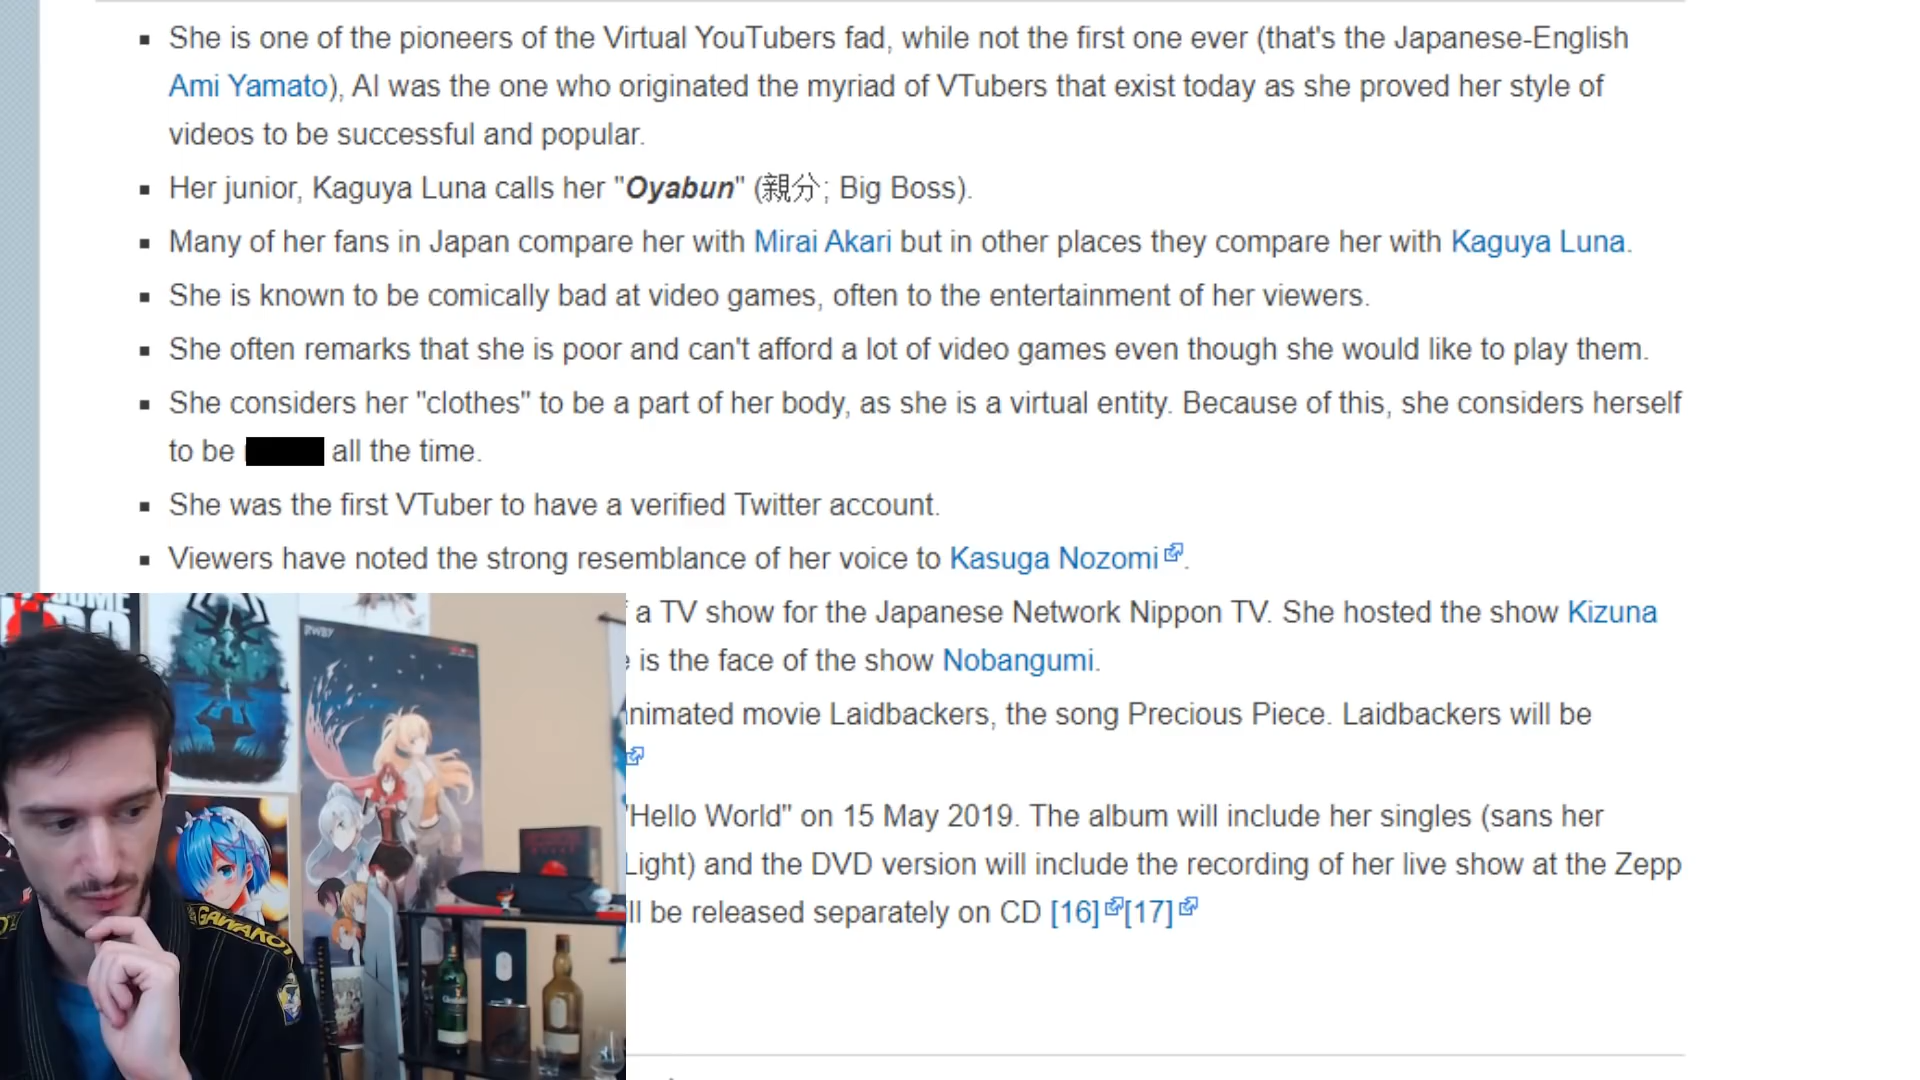 She is one of the pioneers of the Virtual YouTubers fad, while not the first one ever (that's the Japanese-English
Ami Yamato), AI was the one who originated the myriad of VTubers that exist today as she proved her style of
videos to be successful and popular.
Her junior, Kaguya Luna calls her "Oyabun" (親分; Big Boss).
Many of her fans in Japan compare her with Mirai Akari but in other places they compare her with Kaguya Luna.
She is known to be comically bad at video games, often to the entertainment of her viewers.
She often remarks that she is poor and can't afford a lot of video games even though she would like to play them.
She considers her "clothes" to be a part of her body, as she is a virtual entity. Because of this, she considers herself
to be all the time.
She was the first VTuber to have a verified Twitter account.
Viewers have noted the strong resemblance of her voice to Kasuga Nozomi.
a TV show for the Japanese Network Nippon TV. She hosted the show Kizuna
is the face of the show Nobangumi.
nimated movie Laidbackers, the song Precious Piece. Laidbackers will be
"Hello World" on 15 May 2019. The album will include her singles (sans her
Light) and the DVD version will include the recording of her live show at the Zepp
ll be released separately on CD [16][17]
RWBY